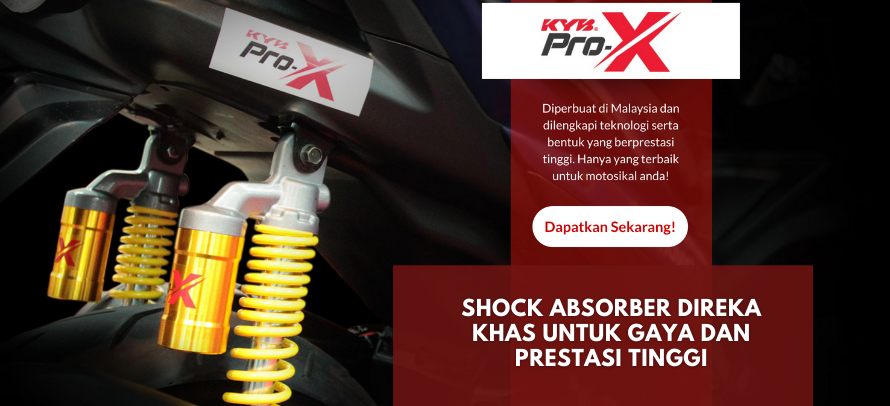 KYB
Pro-X
KYB®
Pro-X
Diperbuat di Malaysia dan
dilengkapi teknologi serta
bentuk yang berprestasi
tinggi. Hanya yang terbaik
untuk motosikal anda!
Dapatkan Sekarang!
X
X
SHOCK ABSORBER DIREKA
KHAS UNTUK GAYA DAN
PRESTASI TINGGI